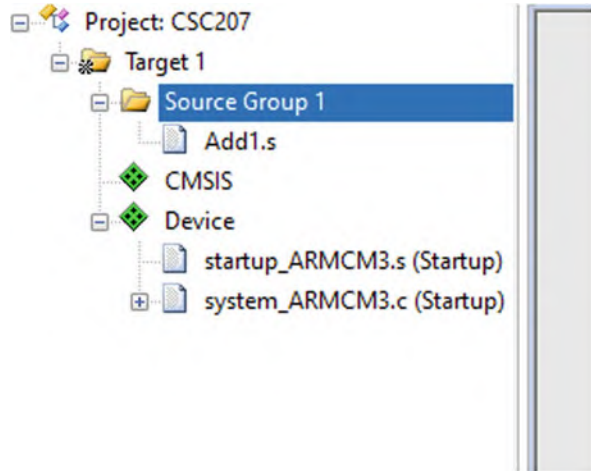 Project: CSC207
Target 1
Source Group 1
Add1.s
CMSIS
Device
startup_ARMCM3.s (Startup)
system_ARMCM3.c (Startup)